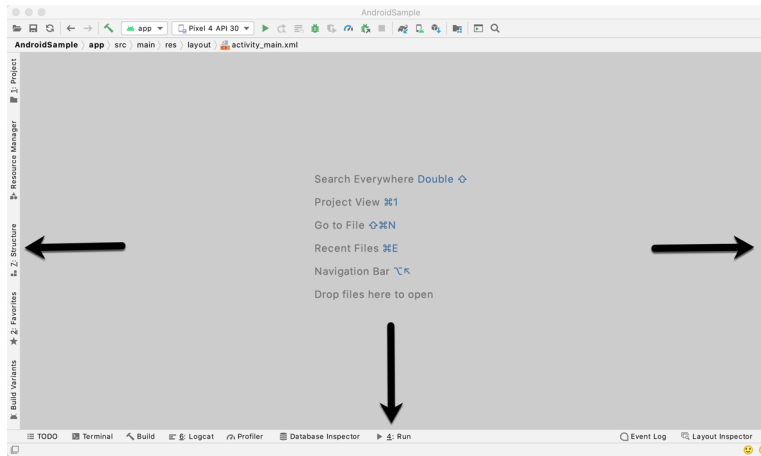 AndroidSample
app
Pixel 4 API 30
AndroidSample app src main res layout activity_main.xml
1: Project
Resource Manager
Z: Structure
2: Favorites
Build Variants
Search Everywhere Double ⇧
Project View ⌘1
Go to File ⇧⌘N
Recent Files ⌘E
Navigation Bar ⌥↖
Drop files here to open
TODO Terminal Build 6: Logcat Profiler Database Inspector 4: Run Event Log Layout Inspector